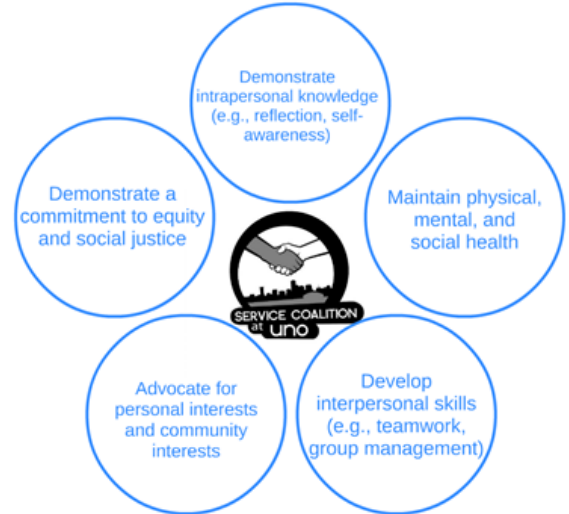 Demonstrate
intrapersonal knowledge
(e.g., reflection, self-
awareness)
Demonstrate a
commitment to equity
and social justice
Maintain physical,
mental, and
social health
SERVICE COALITION
at uno
Advocate for
personal interests
and community
interests
Develop
interpersonal skills
(e.g., teamwork,
group management)